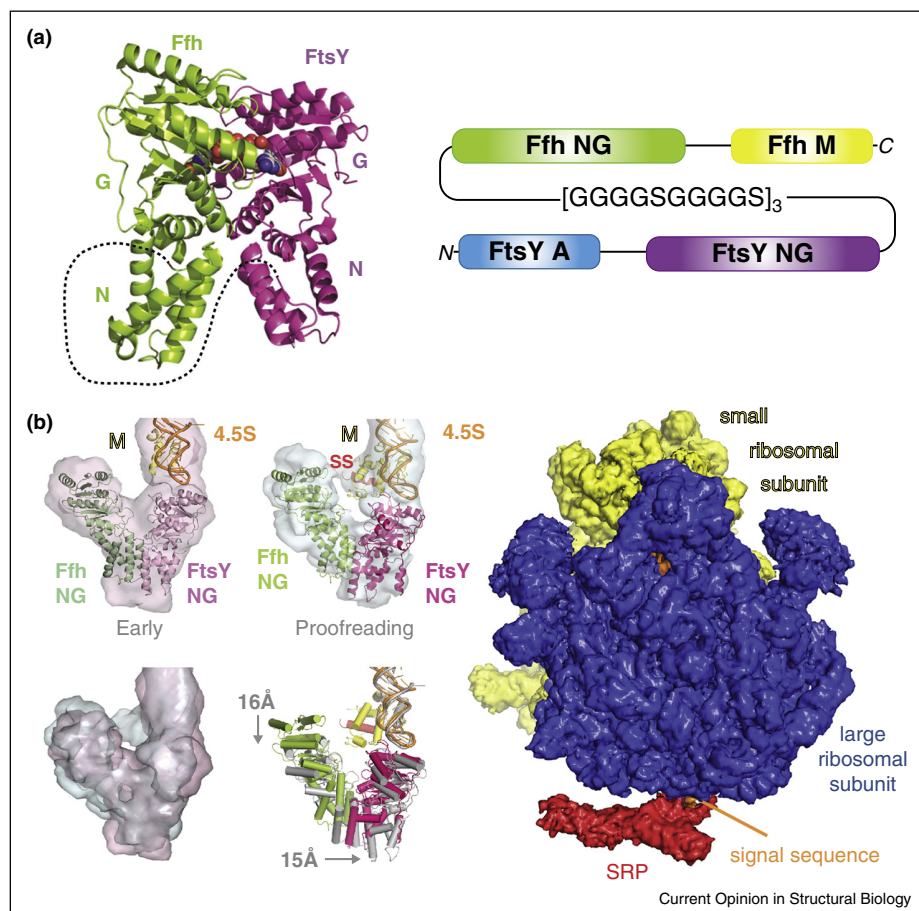 (a)
Ffh
FtsY
G
G
N
N
Ffh NG
Ffh M
C
[GGGGSGGGGS]3
N
FtsY A
FtsY NG
(b)
M
4.5S
Ffh
NG
FtsY
NG
Early
M
4.5S
SS
Ffh
NG
FtsY
NG
Proofreading
16Å
15Å
small
ribosomal
subunit
large
ribosomal
subunit
signal sequence
SRP
Current Opinion in Structural Biology